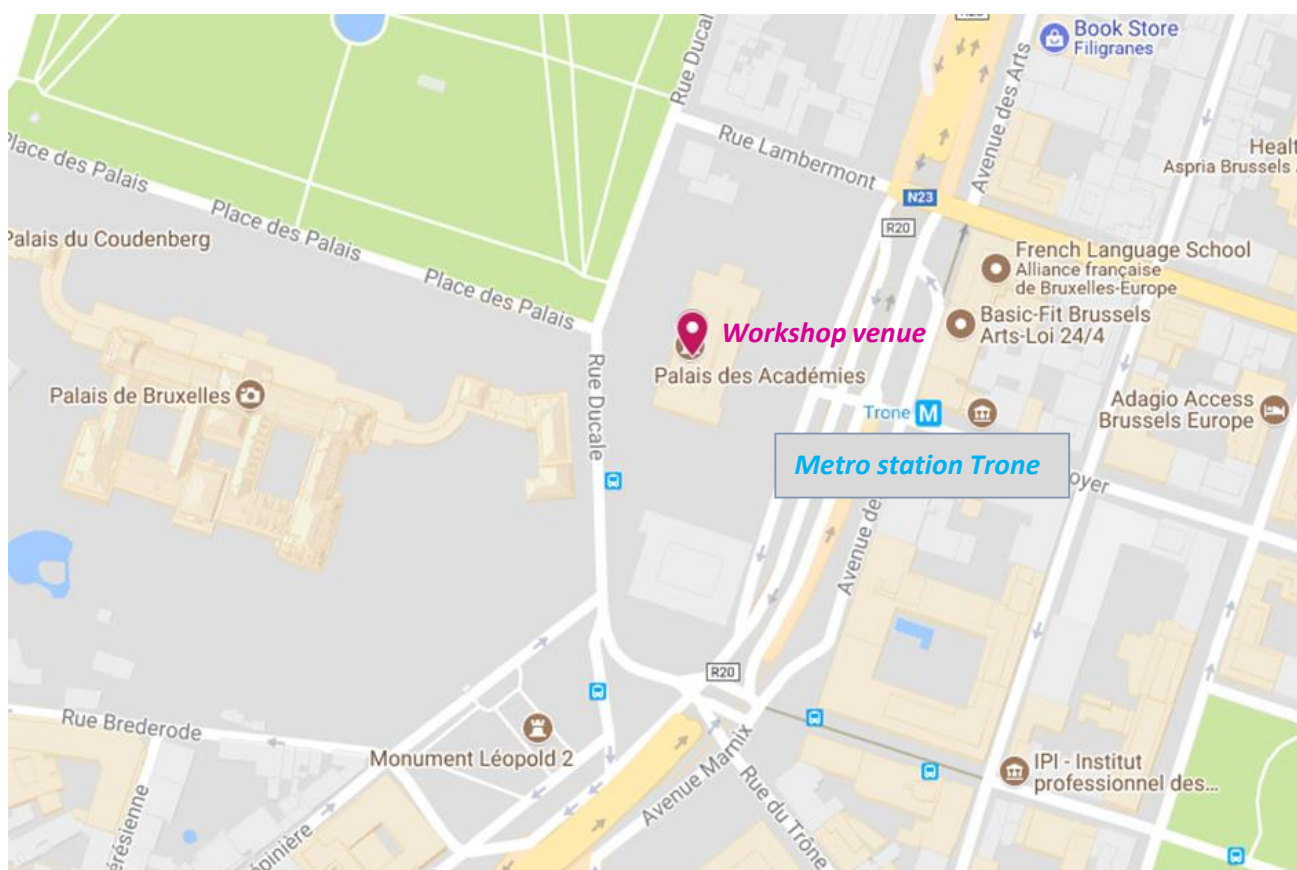 R20
Book Store
Filigranes
Rue Ducal
Avenue des Arts
Rue Lambermont
Healt
Aspria Brussels
Place des Palais
N23
Place des Palais
R20
Palais du Coudenberg
French Language School
Alliance française
de Bruxelles-Europe
Place des Palais
Basic-Fit Brussels
Arts-Loi 24/4
Workshop venue
Palais des Académies
Rue Ducale
Palais de Bruxelles
Adagio Access
Brussels Europe
Trone M
Metro station Trone
oyer
Avenue de
R20
Rue Brederode
Monument Léopold 2
Avenue Marnix
IPI - Institut
professionnel des...
Rue du Trône
érésienne
épinière